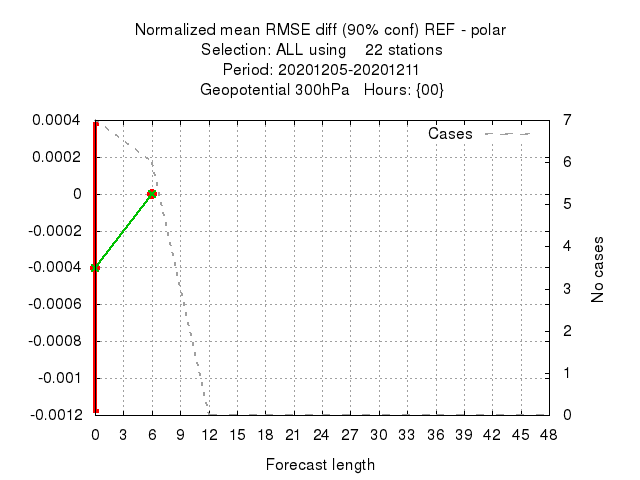 Normalized mean RMSE diff (90% conf) REF - polar
Selection: ALL using    22 stations
Period: 20201205-20201211
Geopotential 300hPa   Hours: {00}
Cases
0.0004
0.0002
0
-0.0002
-0.0004
-0.0006
-0.0008
-0.001
-0.0012
7
6
5
4
3
2
1
0
No cases
0 3 6 9 12 15 18 21 24 27 30 33 36 39 42 45 48
Forecast length